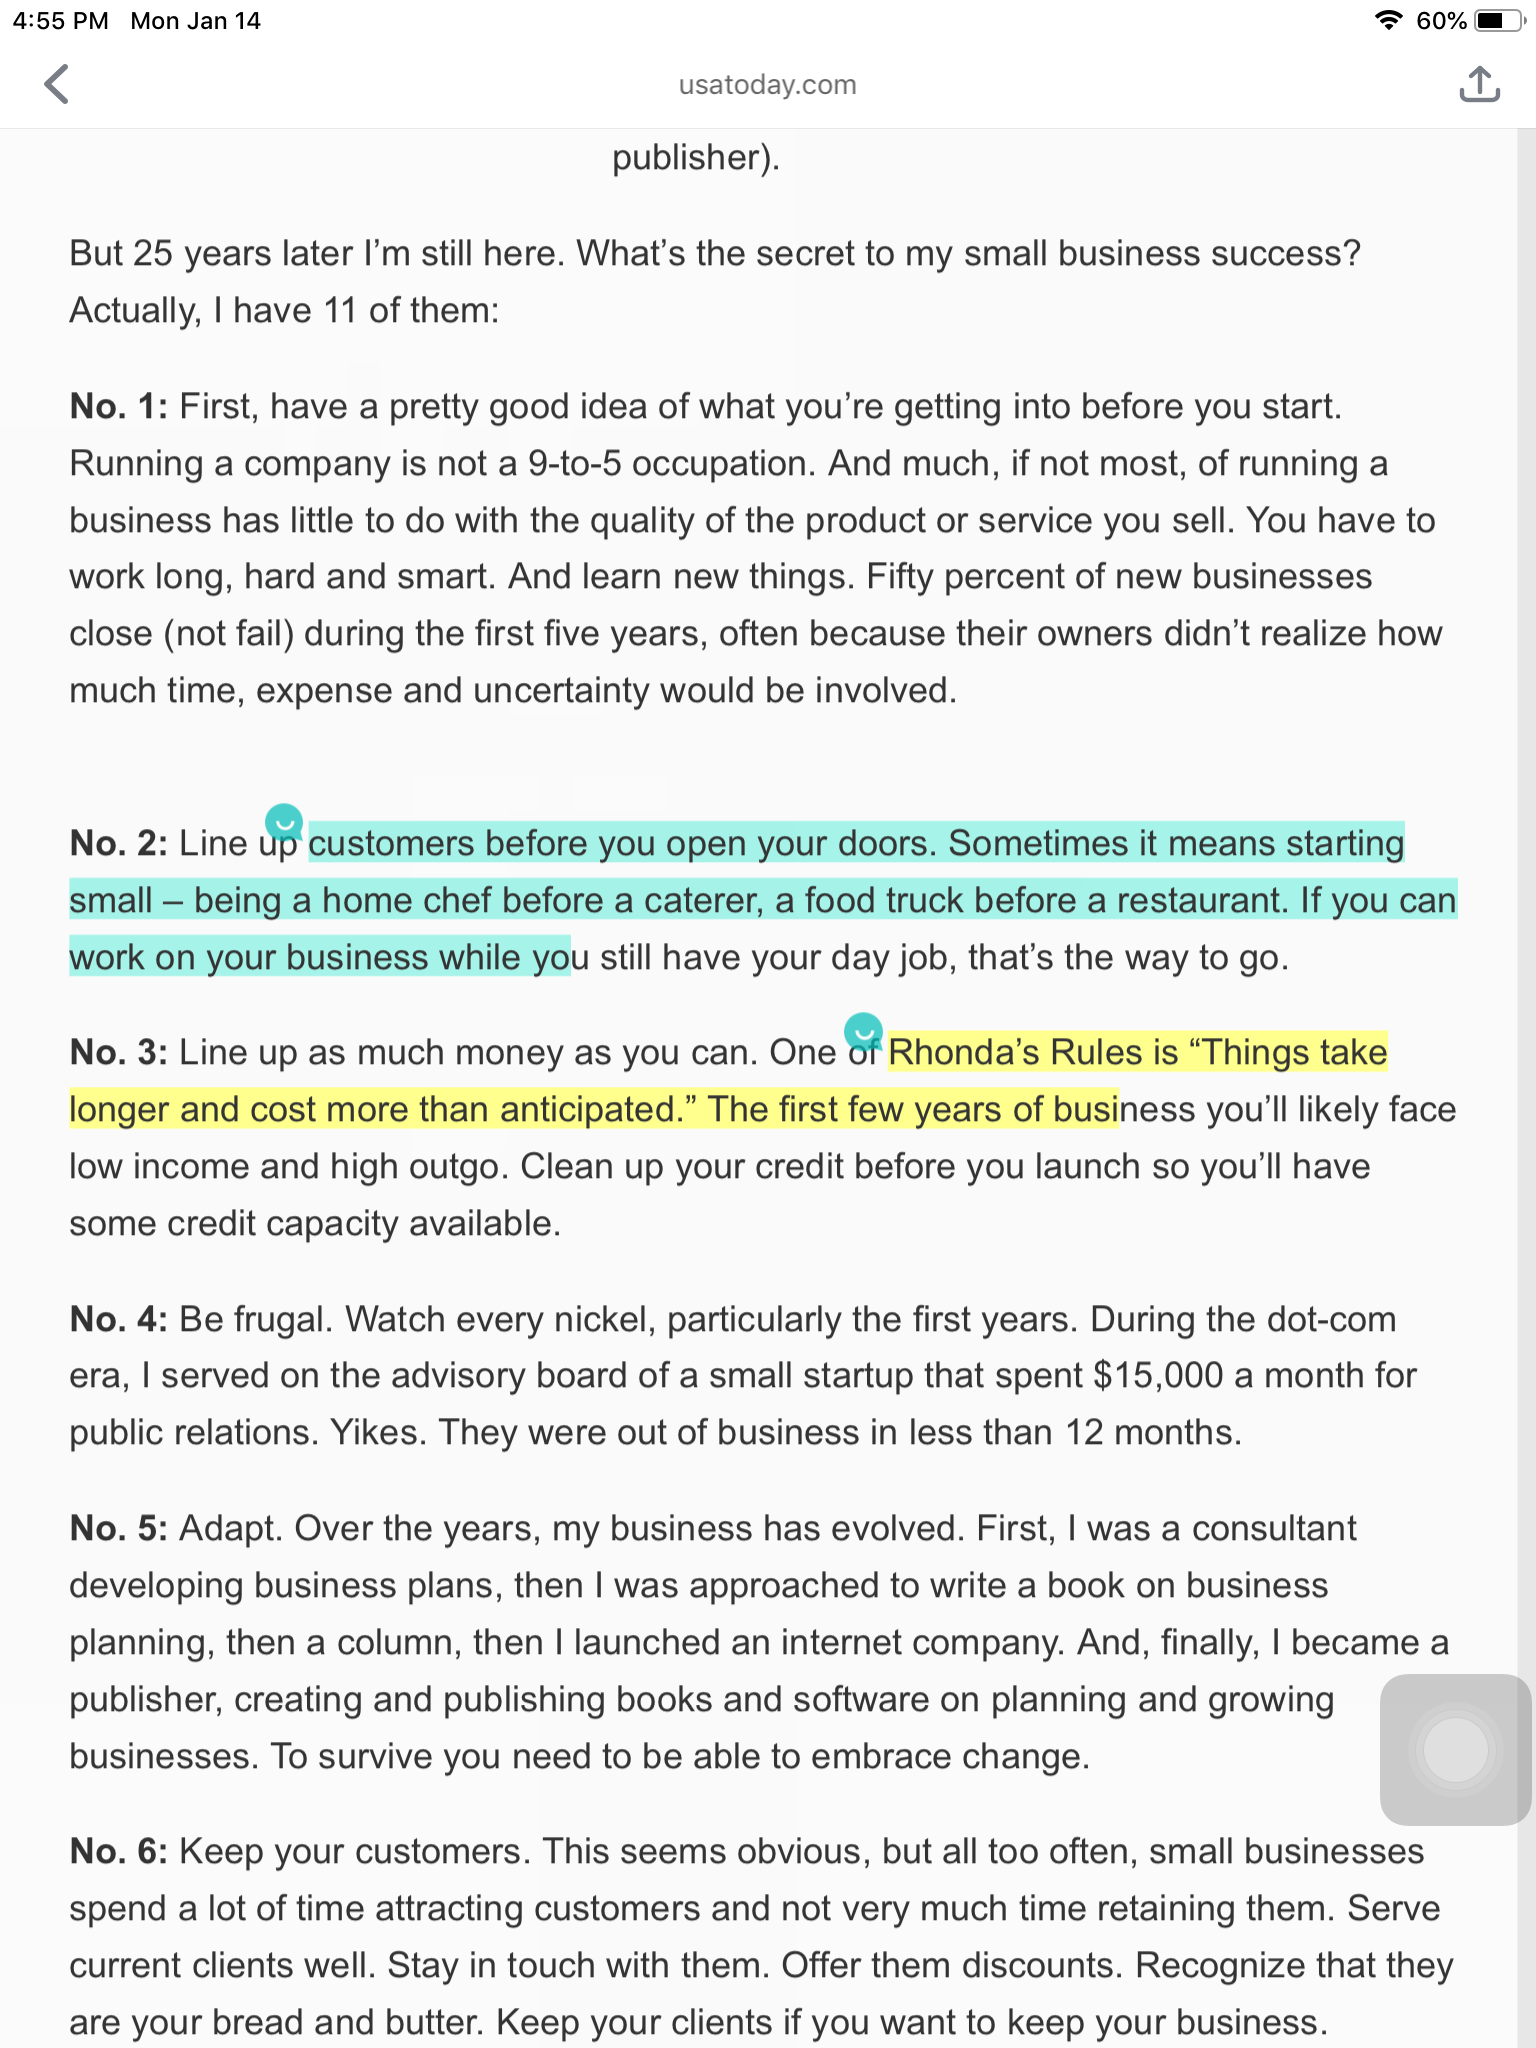 4:55 PM Mon Jan 14 60%
usatoday.com
publisher).
But 25 years later I’m still here. What’s the secret to my small business success?
Actually, I have 11 of them:
No. 1: First, have a pretty good idea of what you’re getting into before you start.
Running a company is not a 9-to-5 occupation. And much, if not most, of running a
business has little to do with the quality of the product or service you sell. You have to
work long, hard and smart. And learn new things. Fifty percent of new businesses
close (not fail) during the first five years, often because their owners didn’t realize how
much time, expense and uncertainty would be involved.
No. 2: Line up customers before you open your doors. Sometimes it means starting
small – being a home chef before a caterer, a food truck before a restaurant. If you can
work on your business while you still have your day job, that’s the way to go.
No. 3: Line up as much money as you can. One of Rhonda’s Rules is “Things take
longer and cost more than anticipated.” The first few years of business you’ll likely face
low income and high outgo. Clean up your credit before you launch so you’ll have
some credit capacity available.
No. 4: Be frugal. Watch every nickel, particularly the first years. During the dot-com
era, I served on the advisory board of a small startup that spent $15,000 a month for
public relations. Yikes. They were out of business in less than 12 months.
No. 5: Adapt. Over the years, my business has evolved. First, I was a consultant
developing business plans, then I was approached to write a book on business
planning, then a column, then I launched an internet company. And, finally, I became a
publisher, creating and publishing books and software on planning and growing
businesses. To survive you need to be able to embrace change.
No. 6: Keep your customers. This seems obvious, but all too often, small businesses
spend a lot of time attracting customers and not very much time retaining them. Serve
current clients well. Stay in touch with them. Offer them discounts. Recognize that they
are your bread and butter. Keep your clients if you want to keep your business.